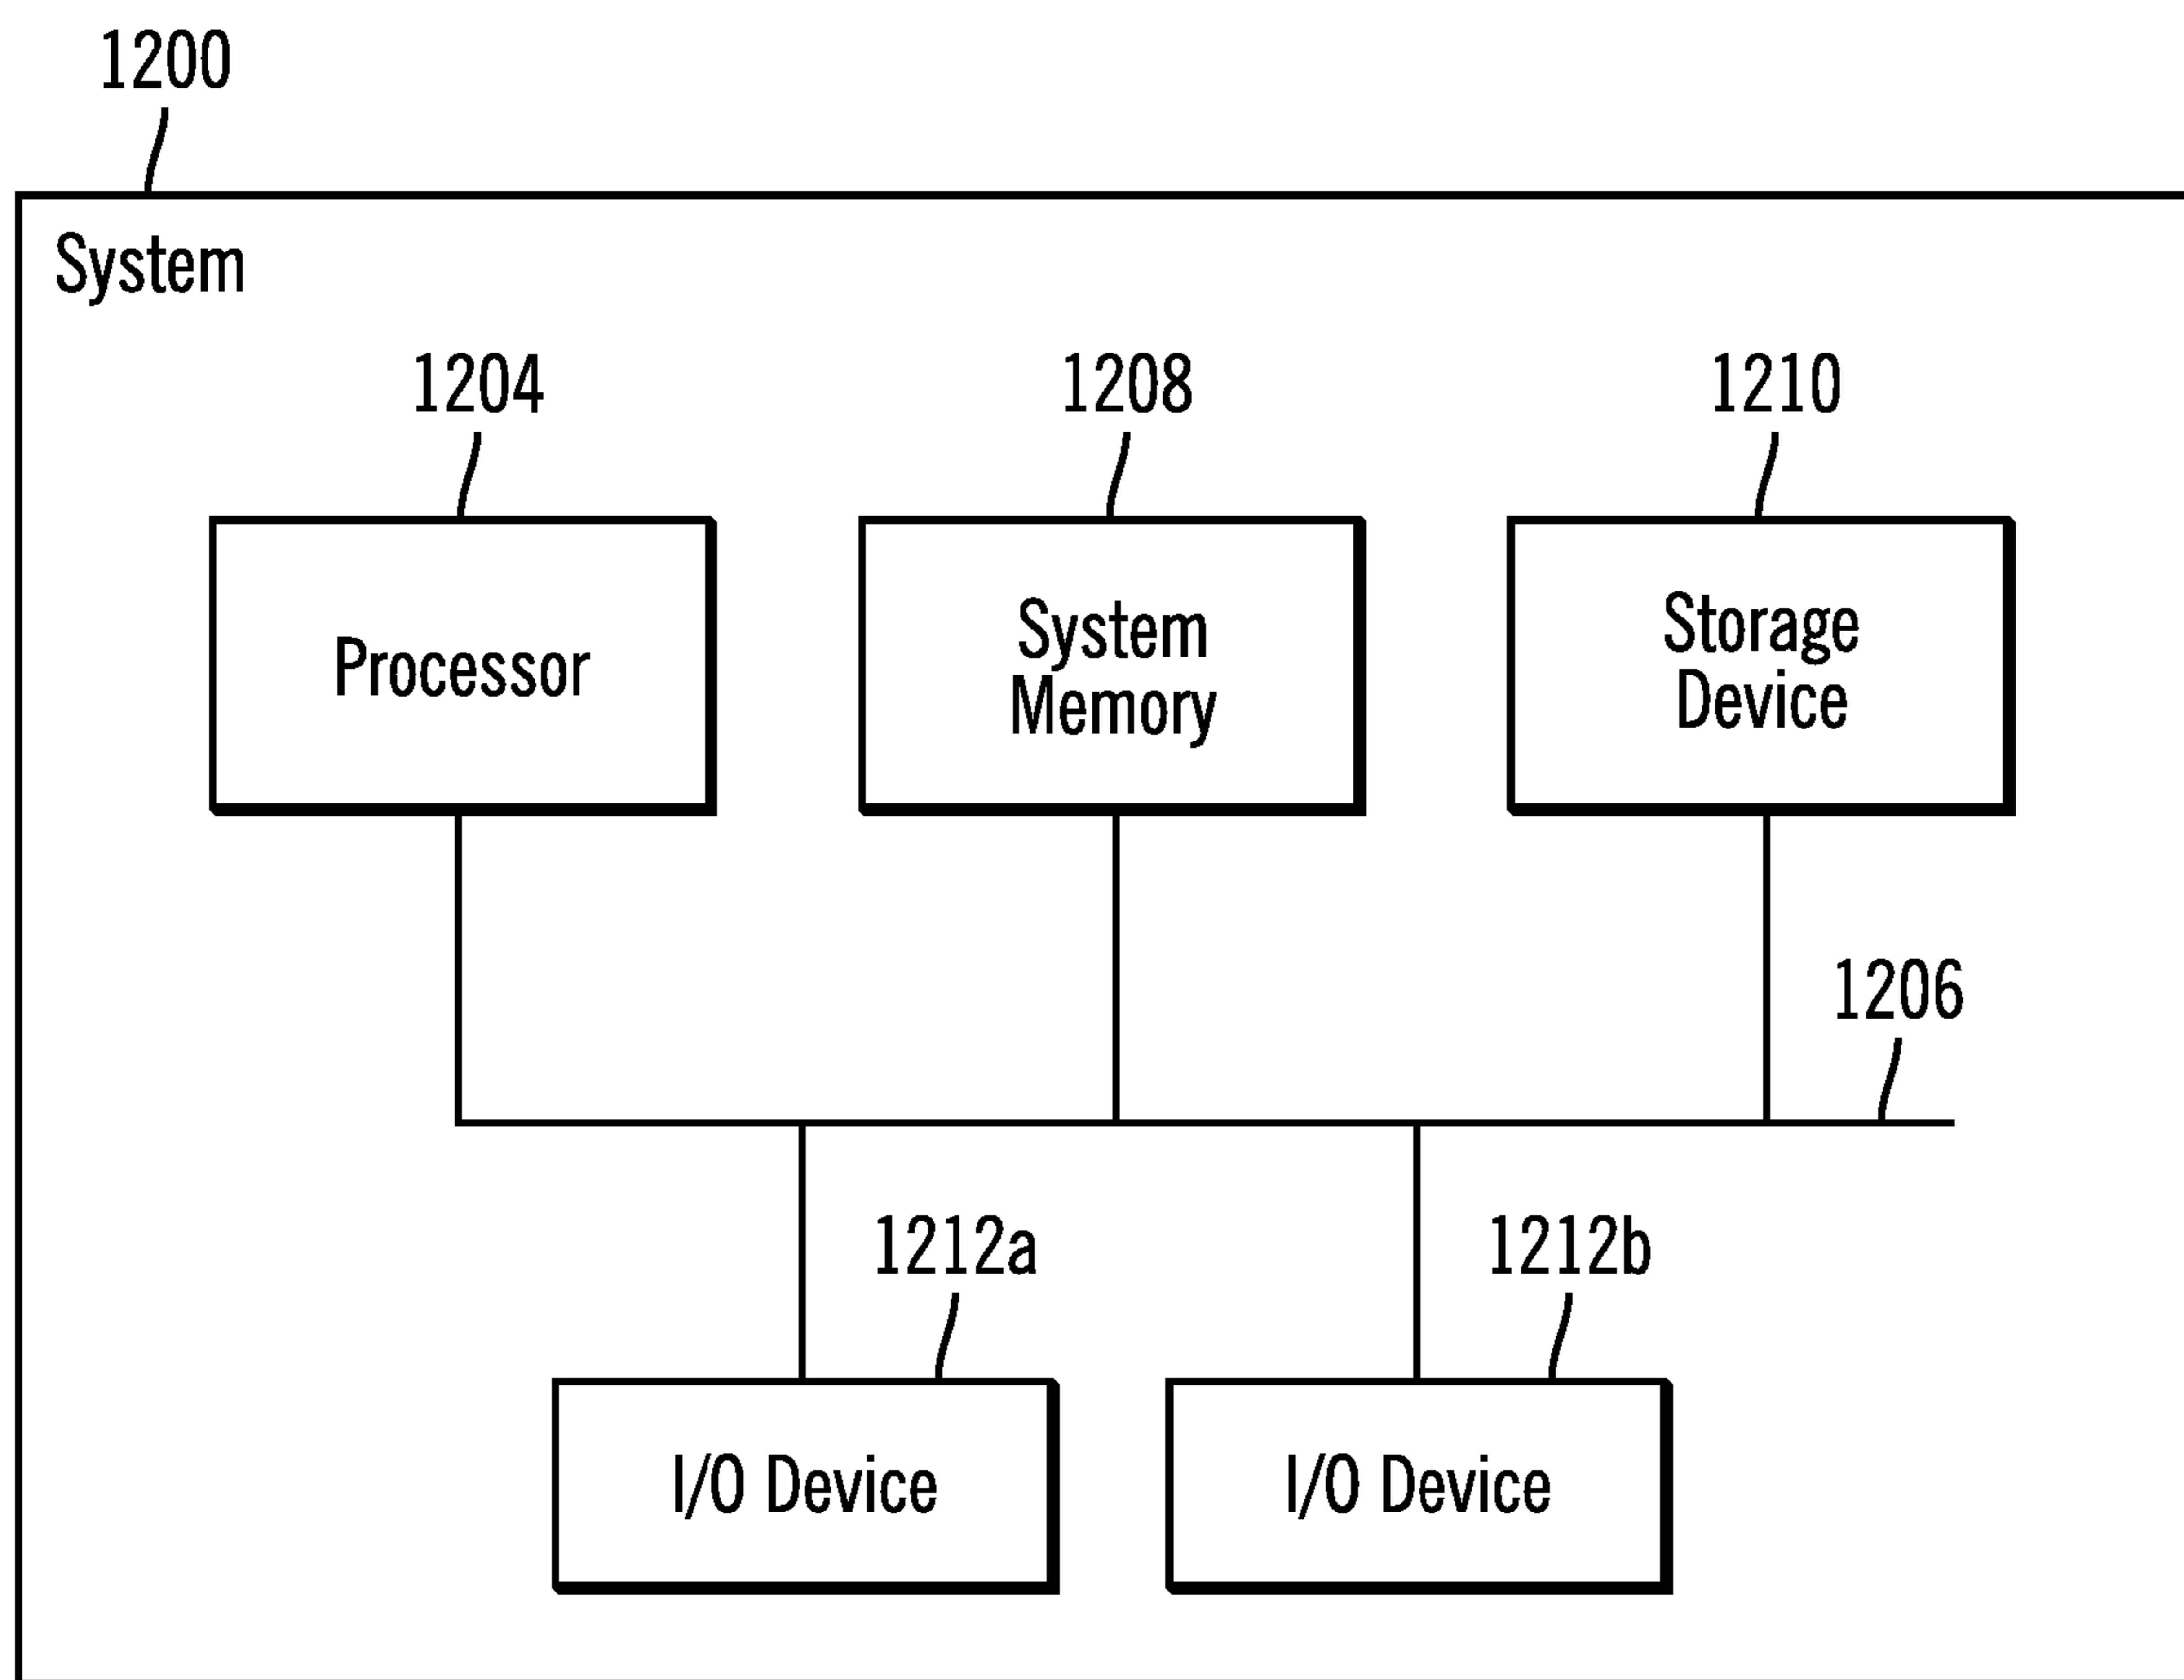 1200
System
1204
1208
1210
Processor
System
Memory
Storage
Device
1206
1212a
1212b
I/O Device
I/O Device